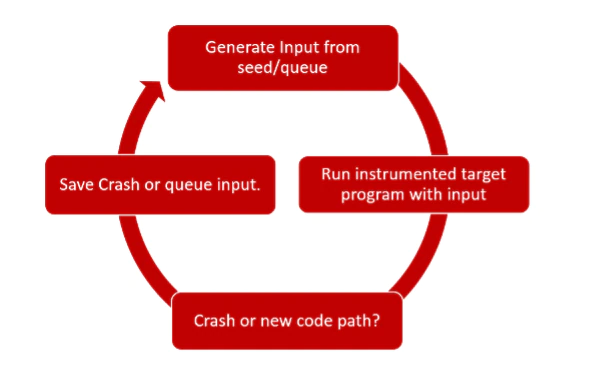 Generate Input from
seed/queue
Run instrumented target
program with input
Crash or new code path?
Save Crash or queue input.